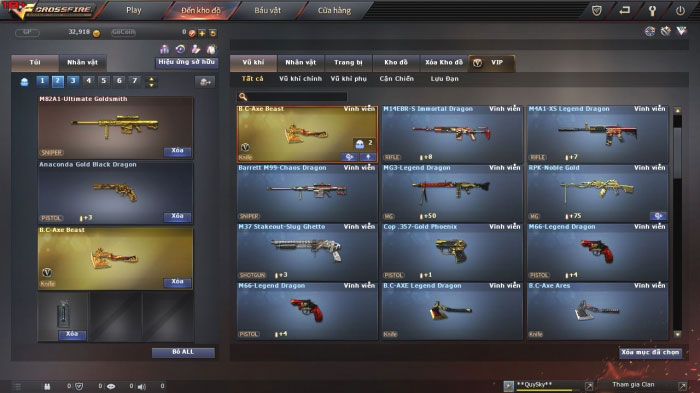 CROSSFIRE
Play
Đến kho đồ
Báu vật
Cửa hàng
GP
32,918
GoCoin
0
Hiệu ứng sở hữu
Túi
Nhân vật
1 2 3 4 5 6 7
M82A1-Ultimate Goldsmith
SNIPER
Xóa
Anaconda Gold Black Dragon
PISTOL
+3
Xóa
B.C-Axe Beast
Knife
Xóa
Xóa
Bỏ ALL
Vũ khí
Nhân vật
Trang bị
Kho đồ
Xóa Kho đồ
VIP
Tất cả
Vũ khí chính
Vũ khí phụ
Cận Chiến
Lựu Đạn
B.C-Axe Beast Vĩnh viễn
2
Knife
M14EBR-S Immortal Dragon
RIFLE +8
M4A1-XS Legend Dragon
RIFLE +7
Barrett M99-Chaos Dragon Vĩnh viễn
SNIPER
MG3-Legend Dragon Vĩnh viễn
MG +50
RPK-Noble Gold Vĩnh viễn
MG +75
M37 Stakeout-Slug Ghetto
SHOTGUN +3
Cop .357-Gold Phoenix Vĩnh viễn
PISTOL +1
M66-Legend Dragon Vĩnh viễn
PISTOL +4
M66-Legend Dragon Vĩnh viễn
PISTOL +4
B.C-AXE Legend Dragon Vĩnh viễn
Knife
B.C-Axe Ares Vĩnh viễn
Knife
Xóa mục đã chọn
0 0 0 0
**QuySky**
Tham gia Clan